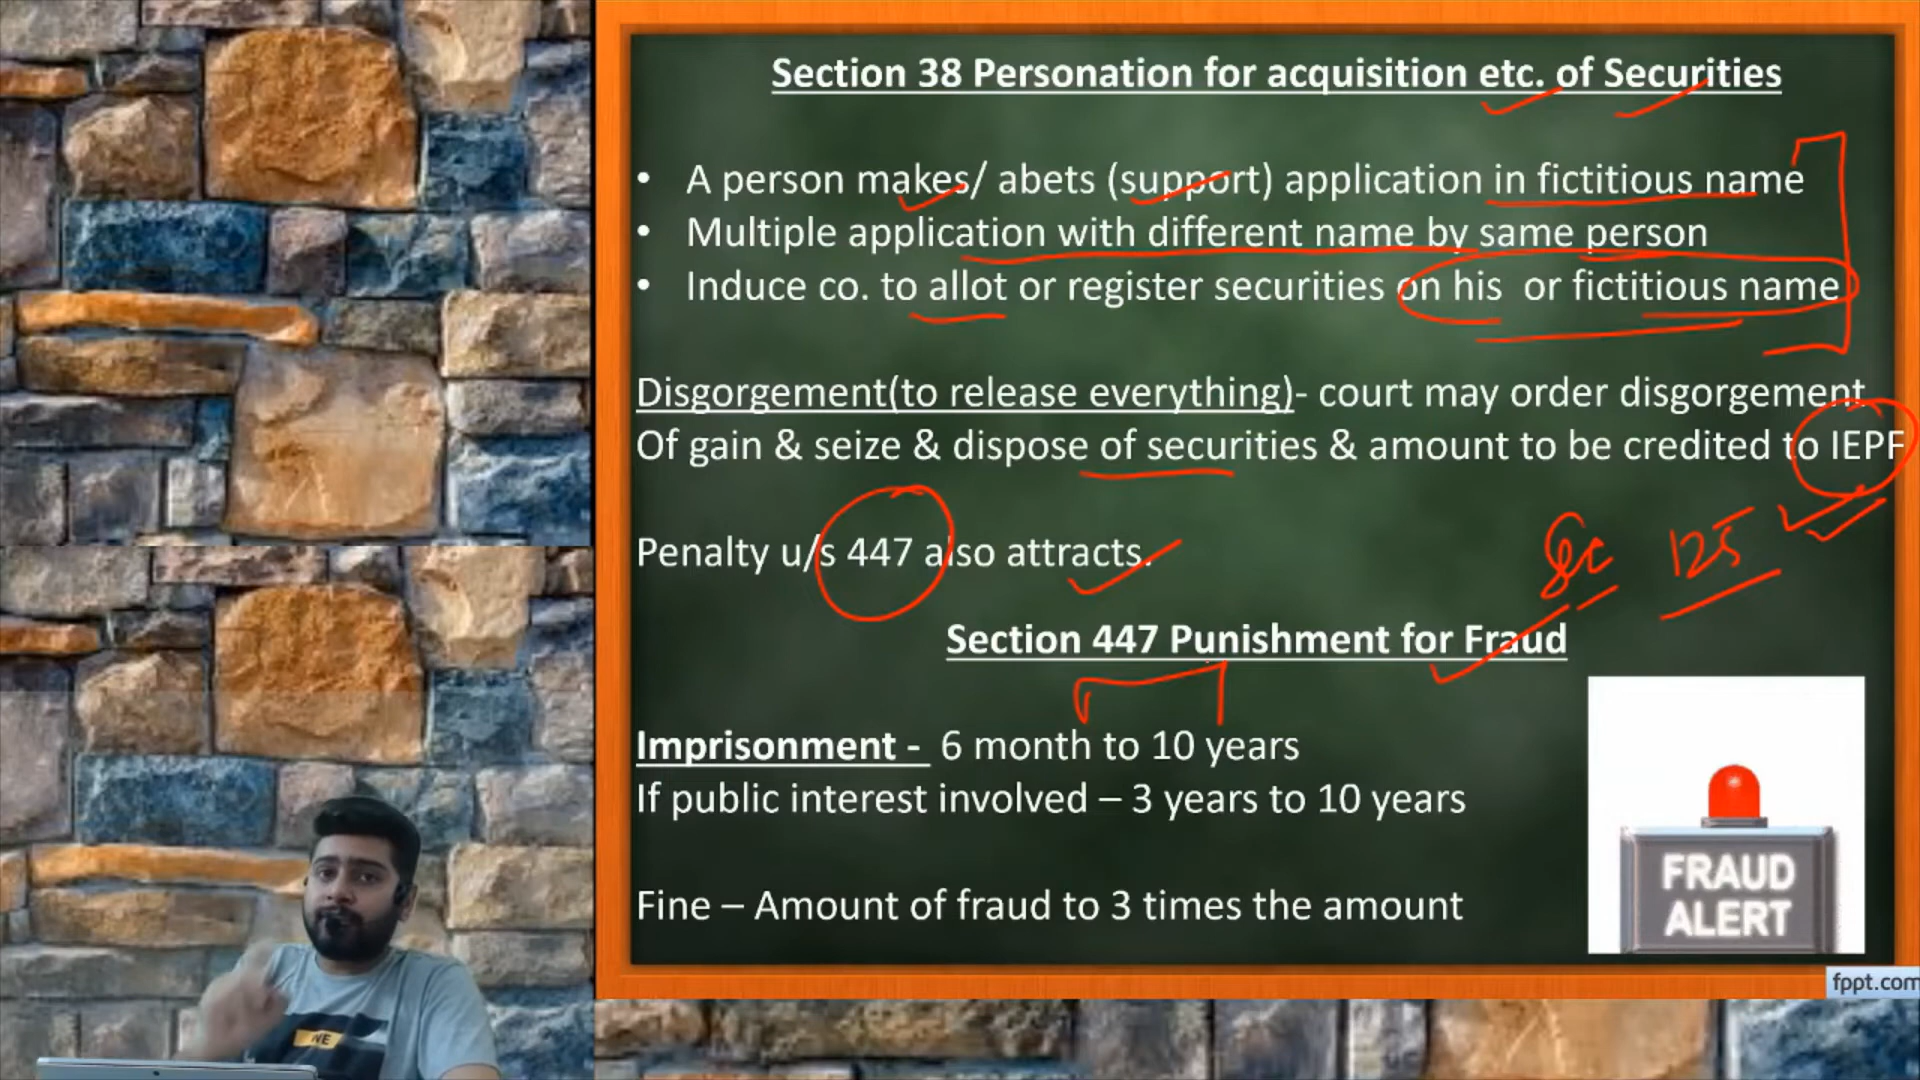 Section 38 Personation for acquisition etc. of Securities
• A person makes/ abets (support) application in fictitious name
• Multiple application with different name by same person
• Induce co. to allot or register securities on his or fictitious name
Disgorgement(to release everything)- court may order disgorgement
Of gain & seize & dispose of securities & amount to be credited to IEPF
Sec 125
Penalty u/s 447 also attracts.
Section 447 Punishment for Fraud
Imprisonment - 6 month to 10 years
If public interest involved – 3 years to 10 years
Fine – Amount of fraud to 3 times the amount
FRAUD
ALERT
fppt.com
NE